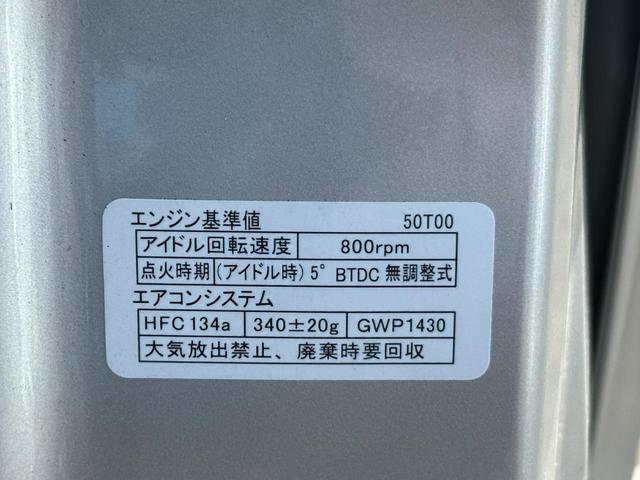 エンジン基準値 50T00
アイドル回転速度 800rpm
点火時期 (アイドル時)5° BTDC 無調整式
エアコンシステム
HFC134a 340±20g GWP1430
大気放出禁止、廃棄時要回収